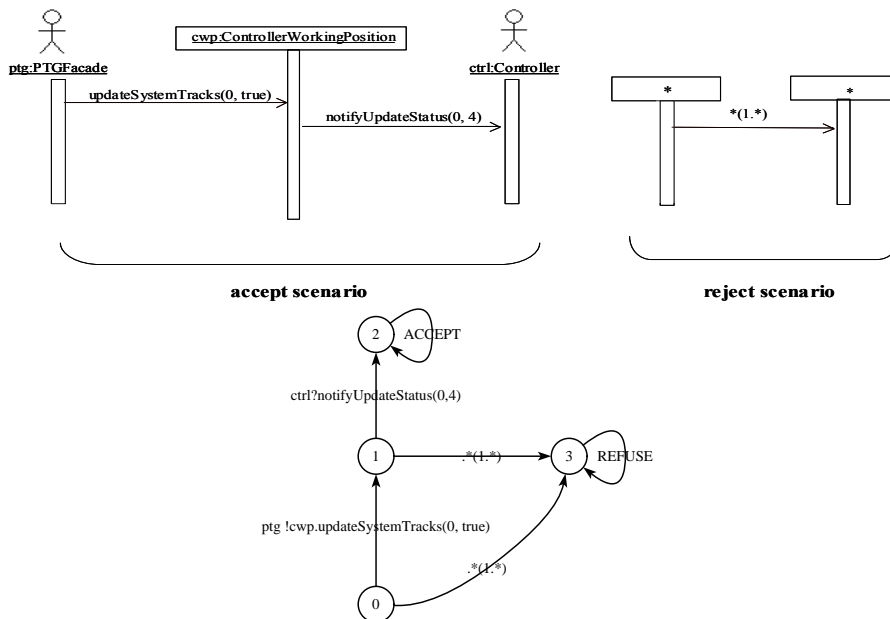 cwp:ControllerWorkingPosition
ptg:PTGFacade
ctrl:Controller
updateSystemTracks(0, true)
notifyUpdateStatus(0, 4)
*
*
*(1.*)
accept scenario
reject scenario
2
ACCEPT
ctrl?notifyUpdateStatus(0,4)
1
.*(1.*)
3
REFUSE
ptg !cwp.updateSystemTracks(0, true)
.*(1.*)
0